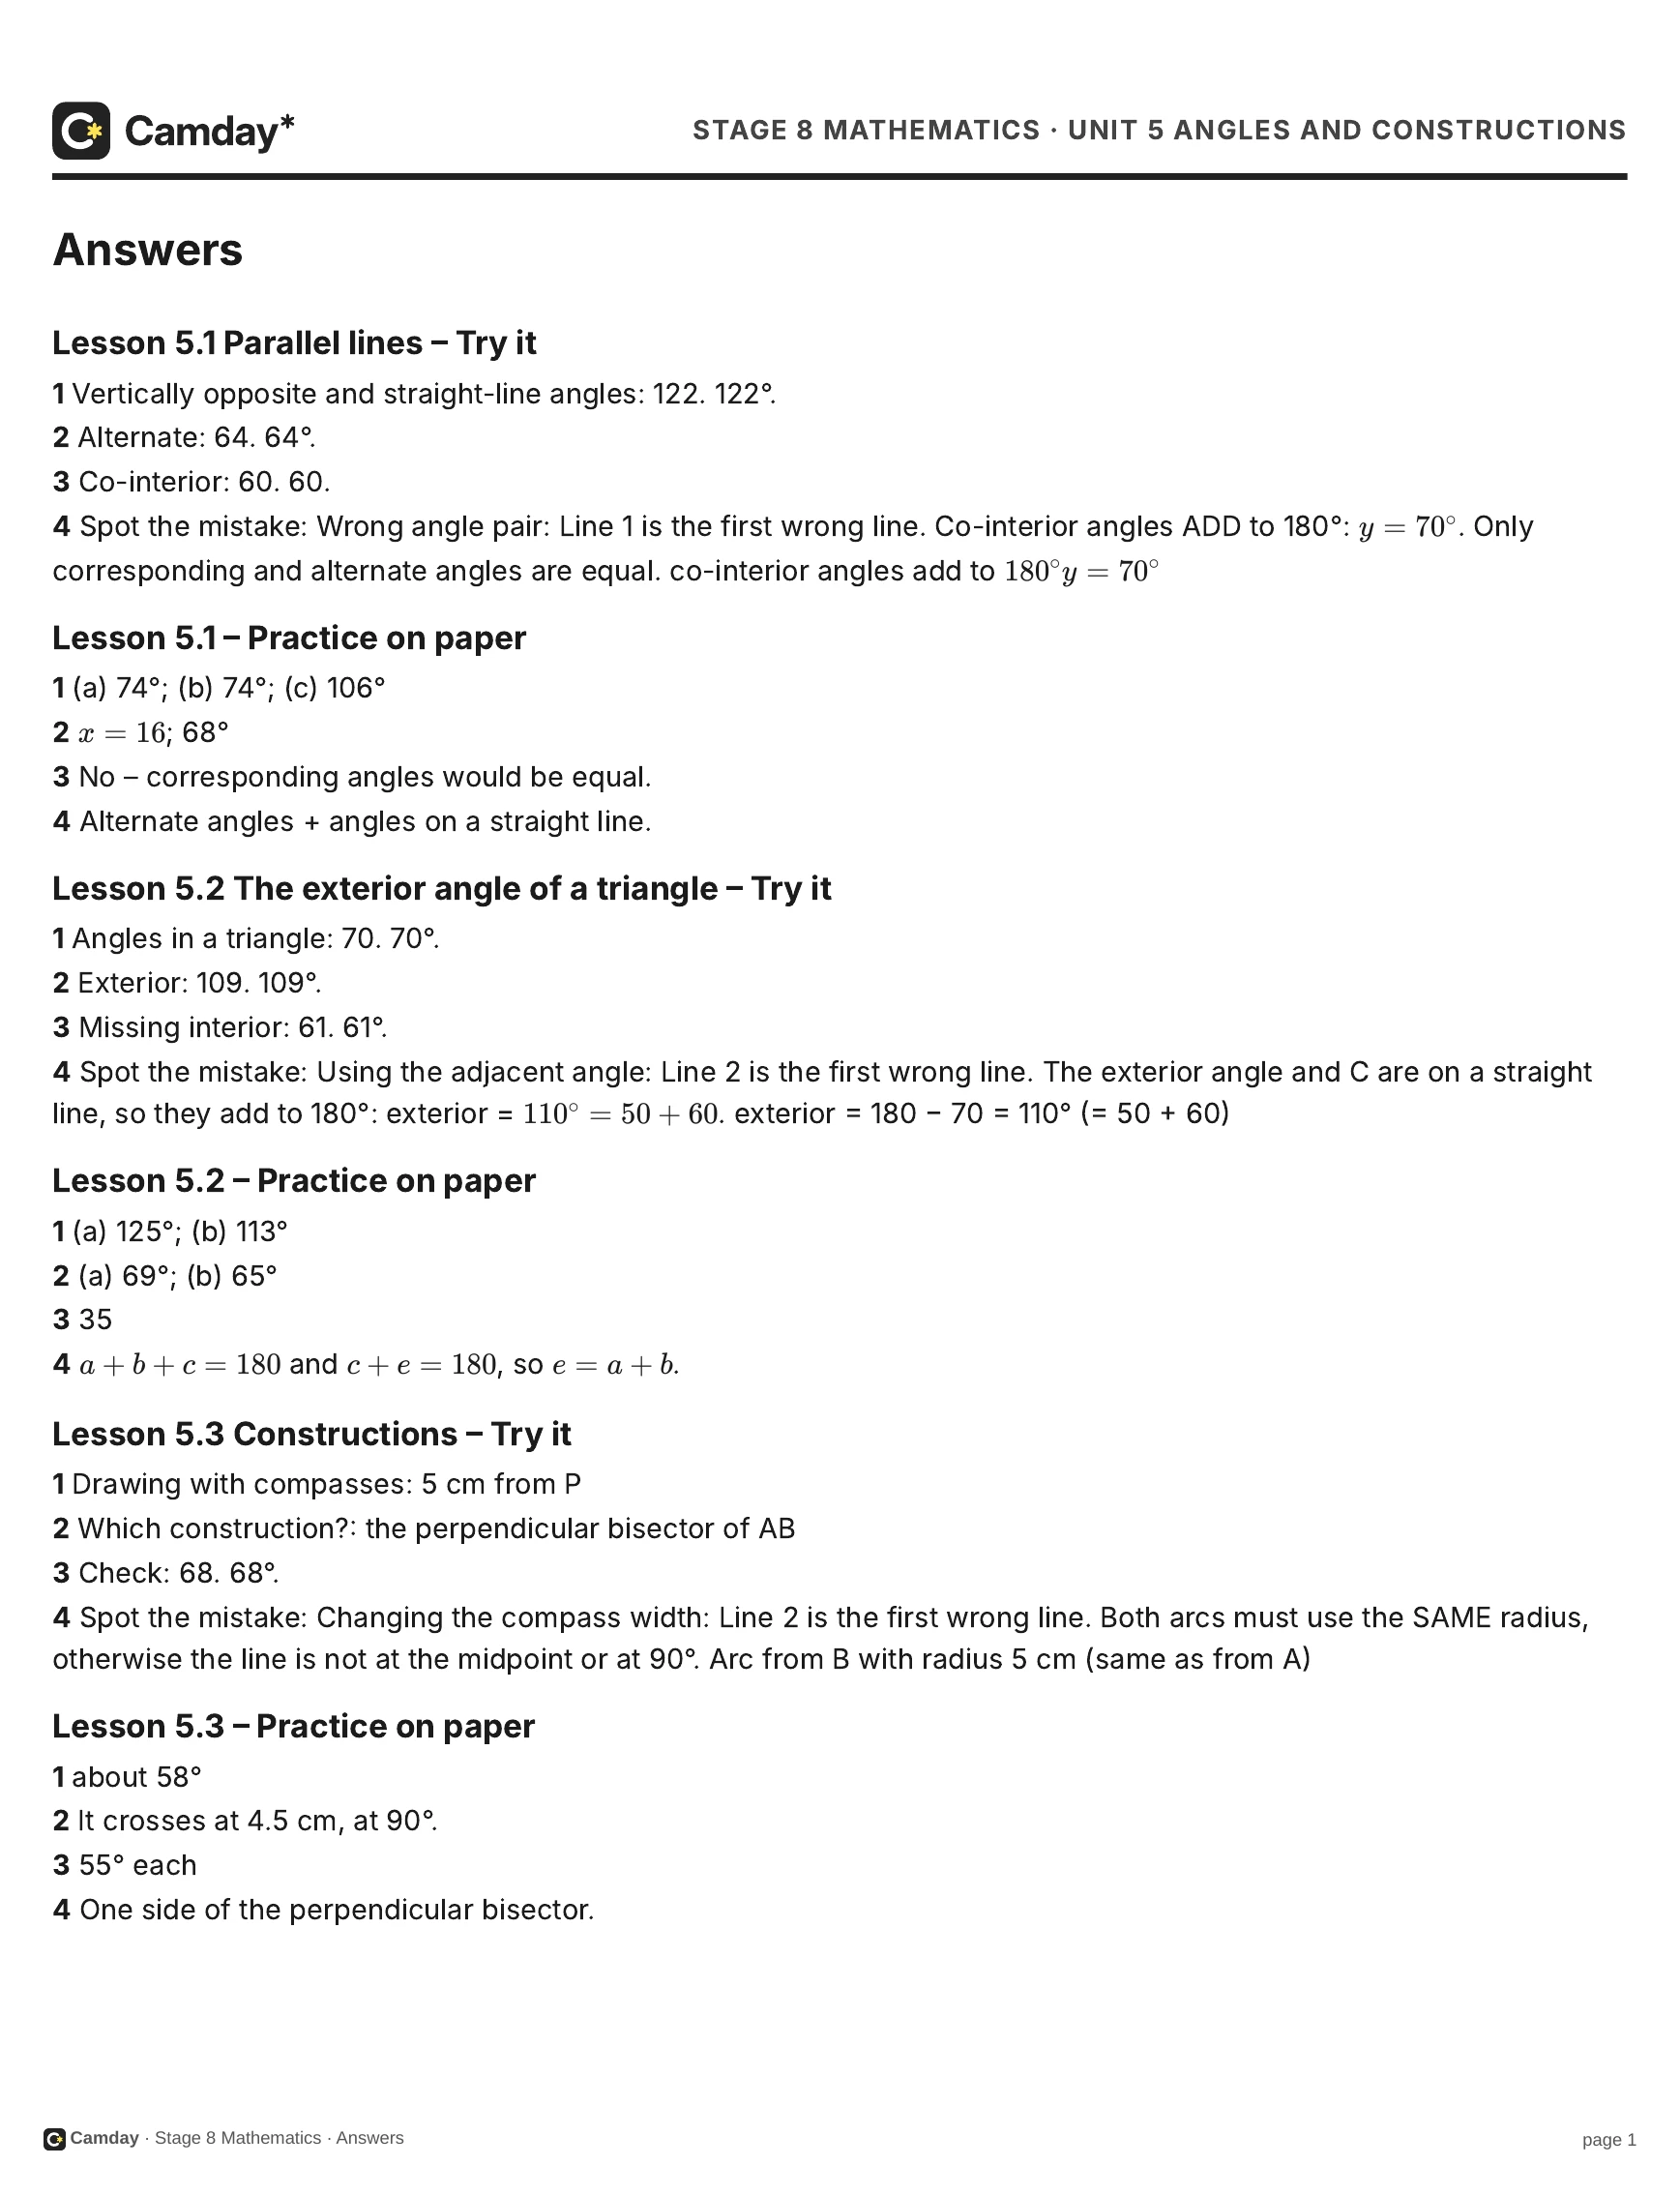 Camday*
STAGE 8 MATHEMATICS · UNIT 5 ANGLES AND CONSTRUCTIONS
Answers
Lesson 5.1 Parallel lines – Try it
1 Vertically opposite and straight-line angles: 122. 122°.
2 Alternate: 64. 64°.
3 Co-interior: 60. 60.
4 Spot the mistake: Wrong angle pair: Line 1 is the first wrong line. Co-interior angles ADD to 180°: y = 70°. Only
corresponding and alternate angles are equal. co-interior angles add to 180°y = 70°
Lesson 5.1 – Practice on paper
1 (a) 74°; (b) 74°; (c) 106°
2 x = 16; 68°
3 No – corresponding angles would be equal.
4 Alternate angles + angles on a straight line.
Lesson 5.2 The exterior angle of a triangle – Try it
1 Angles in a triangle: 70. 70°.
2 Exterior: 109. 109°.
3 Missing interior: 61. 61°.
4 Spot the mistake: Using the adjacent angle: Line 2 is the first wrong line. The exterior angle and C are on a straight
line, so they add to 180°: exterior = 110° = 50 + 60. exterior = 180 − 70 = 110° (= 50 + 60)
Lesson 5.2 – Practice on paper
1 (a) 125°; (b) 113°
2 (a) 69°; (b) 65°
3 35
4 a + b + c = 180 and c + e = 180, so e = a + b.
Lesson 5.3 Constructions – Try it
1 Drawing with compasses: 5 cm from P
2 Which construction?: the perpendicular bisector of AB
3 Check: 68. 68°.
4 Spot the mistake: Changing the compass width: Line 2 is the first wrong line. Both arcs must use the SAME radius,
otherwise the line is not at the midpoint or at 90°. Arc from B with radius 5 cm (same as from A)
Lesson 5.3 – Practice on paper
1 about 58°
2 It crosses at 4.5 cm, at 90°.
3 55° each
4 One side of the perpendicular bisector.
Camday · Stage 8 Mathematics · Answers
page 1